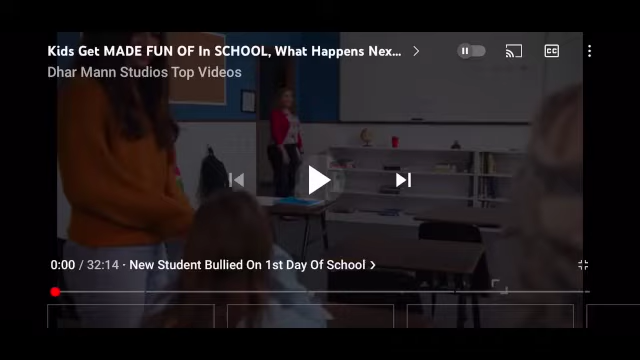 Kids Get MADE FUN OF In SCHOOL, What Happens Nex...
Dhar Mann Studios Top Videos
CC
0:00 / 32:14 · New Student Bullied On 1st Day Of School